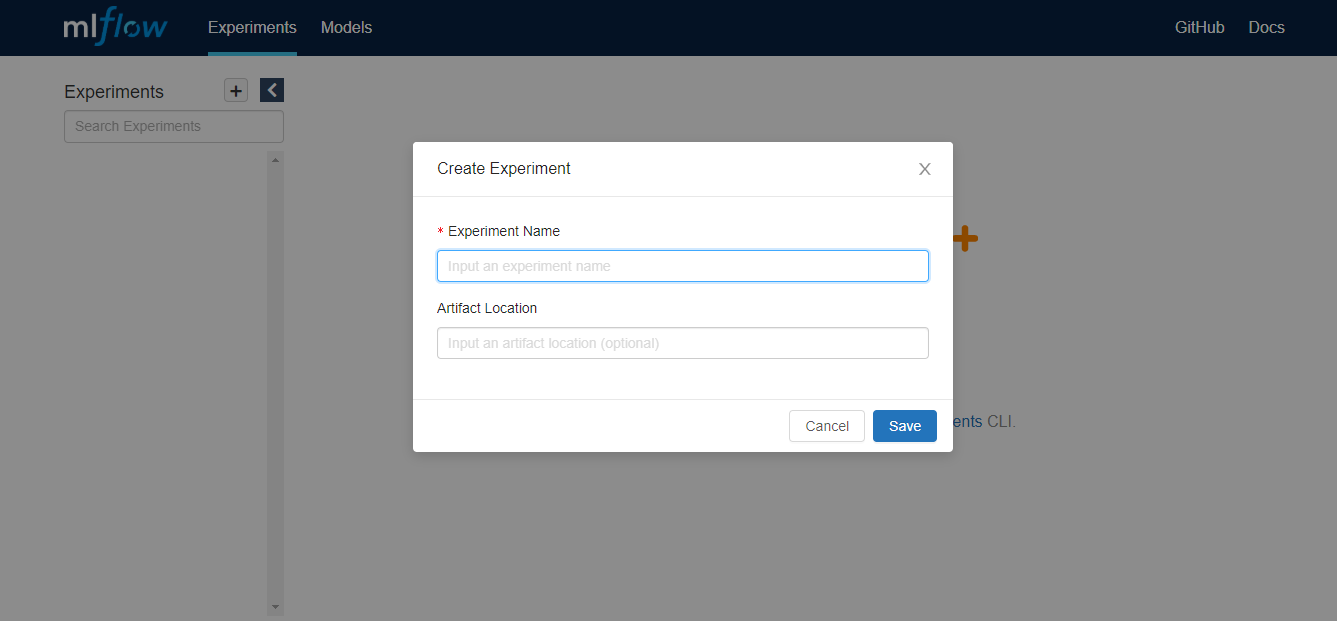 mlflow Experiments Models GitHub Docs
Experiments
Search Experiments
Create Experiment
* Experiment Name
Input an experiment name
Artifact Location
Input an artifact location (optional)
CLI.
Cancel Save